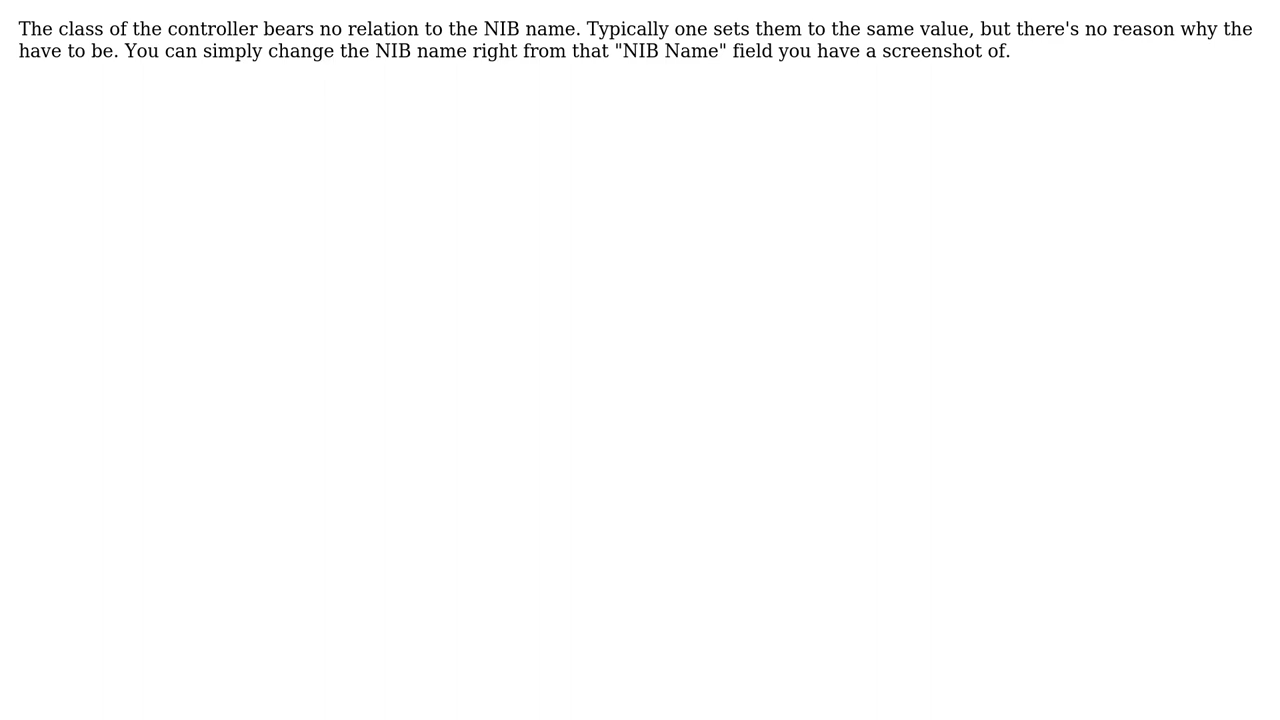 The class of the controller bears no relation to the NIB name. Typically one sets them to the same value, but there's no reason why the
have to be. You can simply change the NIB name right from that "NIB Name" field you have a screenshot of.